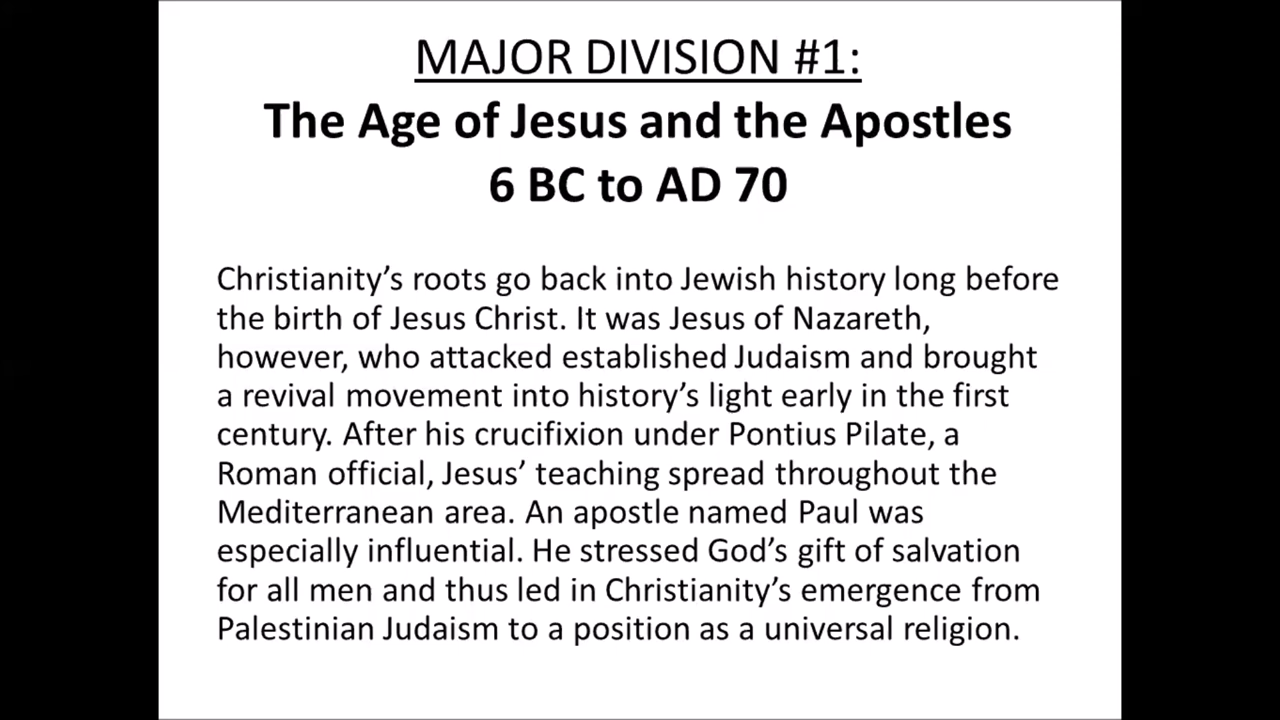 MAJOR DIVISION #1:
The Age of Jesus and the Apostles
6 BC to AD 70
Christianity’s roots go back into Jewish history long before
the birth of Jesus Christ. It was Jesus of Nazareth,
however, who attacked established Judaism and brought
a revival movement into history’s light early in the first
century. After his crucifixion under Pontius Pilate, a
Roman official, Jesus’ teaching spread throughout the
Mediterranean area. An apostle named Paul was
especially influential. He stressed God’s gift of salvation
for all men and thus led in Christianity’s emergence from
Palestinian Judaism to a position as a universal religion.